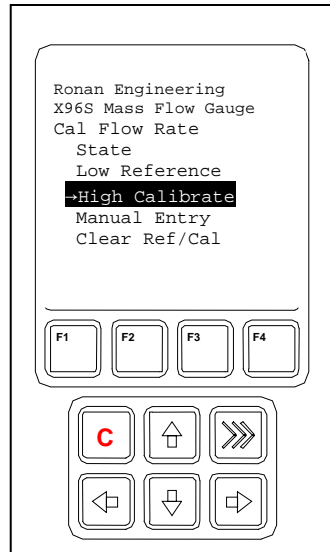 Ronan Engineering
X96S Mass Flow Gauge
Cal Flow Rate
State
Low Reference
→High Calibrate
Manual Entry
Clear Ref/Cal
F1 F2 F3 F4
C